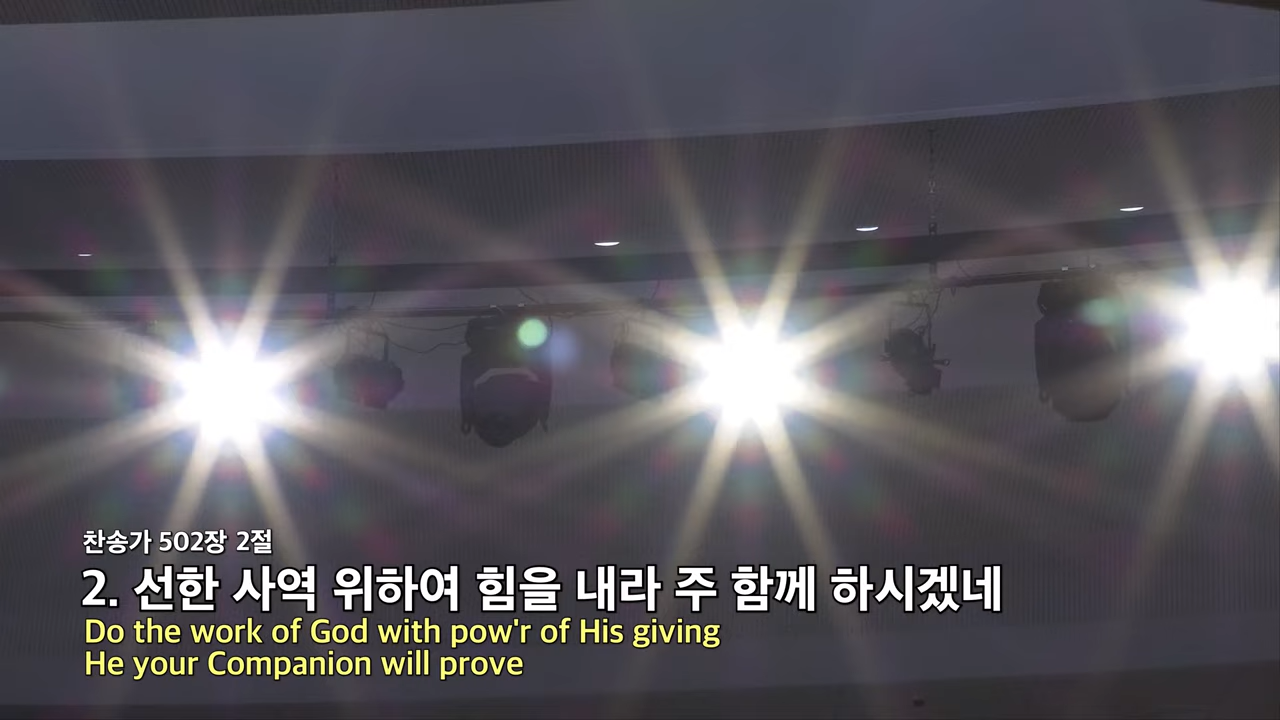 찬송가 502장 2절
2. 선한 사역 위하여 힘을 내라 주 함께 하시겠네
Do the work of God with pow'r of His giving
He your Companion will prove